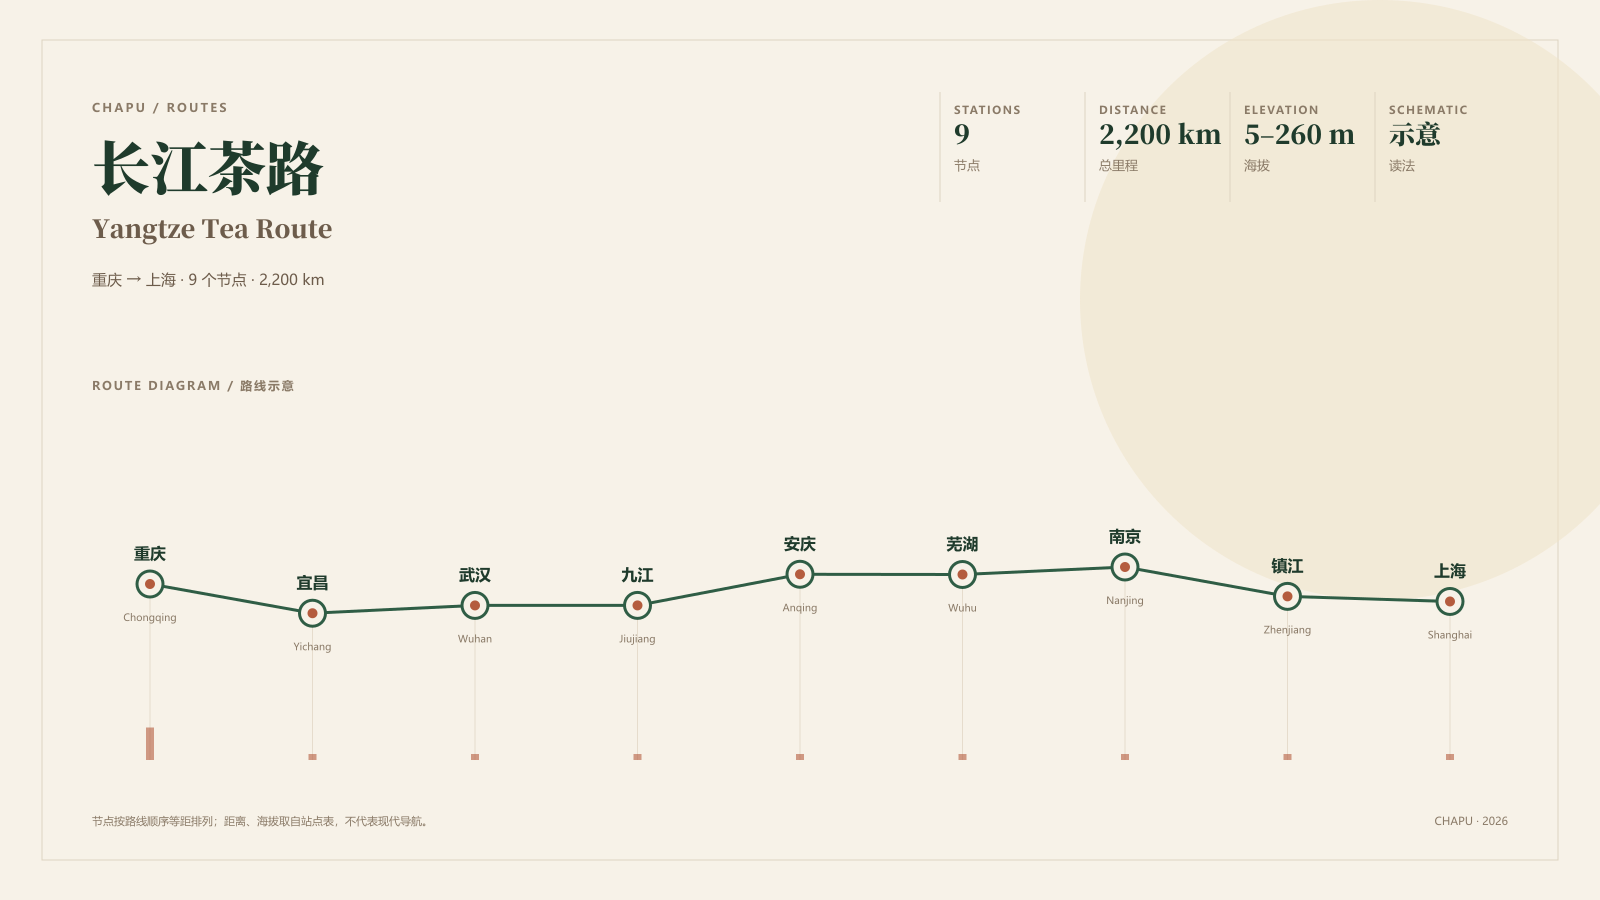 CHAPU / ROUTES
长江茶路
Yangtze Tea Route
重庆 → 上海 · 9 个节点 · 2,200 km
STATIONS
9
节点
DISTANCE
2,200 km
总里程
ELEVATION
5–260 m
海拔
SCHEMATIC
示意
读法
ROUTE DIAGRAM / 路线示意
重庆
Chongqing
宜昌
Yichang
武汉
Wuhan
九江
Jiujiang
安庆
Anqing
芜湖
Wuhu
南京
Nanjing
镇江
Zhenjiang
上海
Shanghai
节点按路线顺序等距排列；距离、海拔取自站点表，不代表现代导航。
CHAPU · 2026